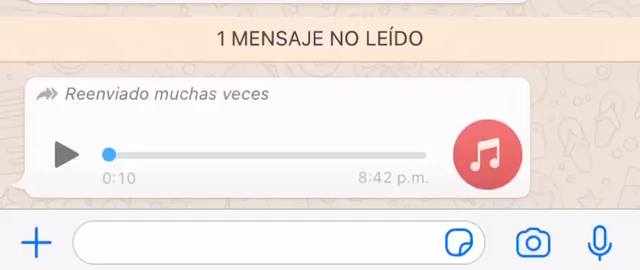 1 MENSAJE NO LEÍDO
Reenviado muchas veces
0:10
8:42 p.m.